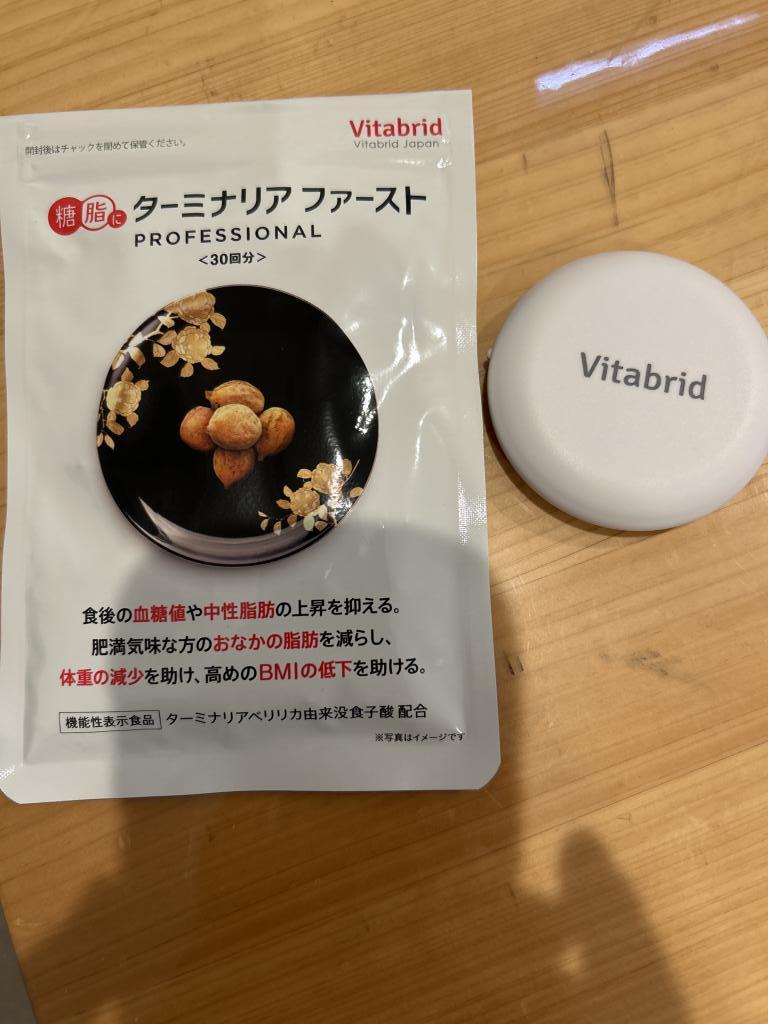 開封後はチャックを閉めて保管ください。
Vitabrid
Vitabrid Japan
糖脂に ターミナリア ファースト
PROFESSIONAL
<30回分>
Vitabrid
食後の血糖値や中性脂肪の上昇を抑える。
肥満気味な方のおなかの脂肪を減らし、
体重の減少を助け、高めのBMIの低下を助ける。
機能性表示食品 ターミナリアベリリカ由来没食子酸 配合
※写真はイメージです